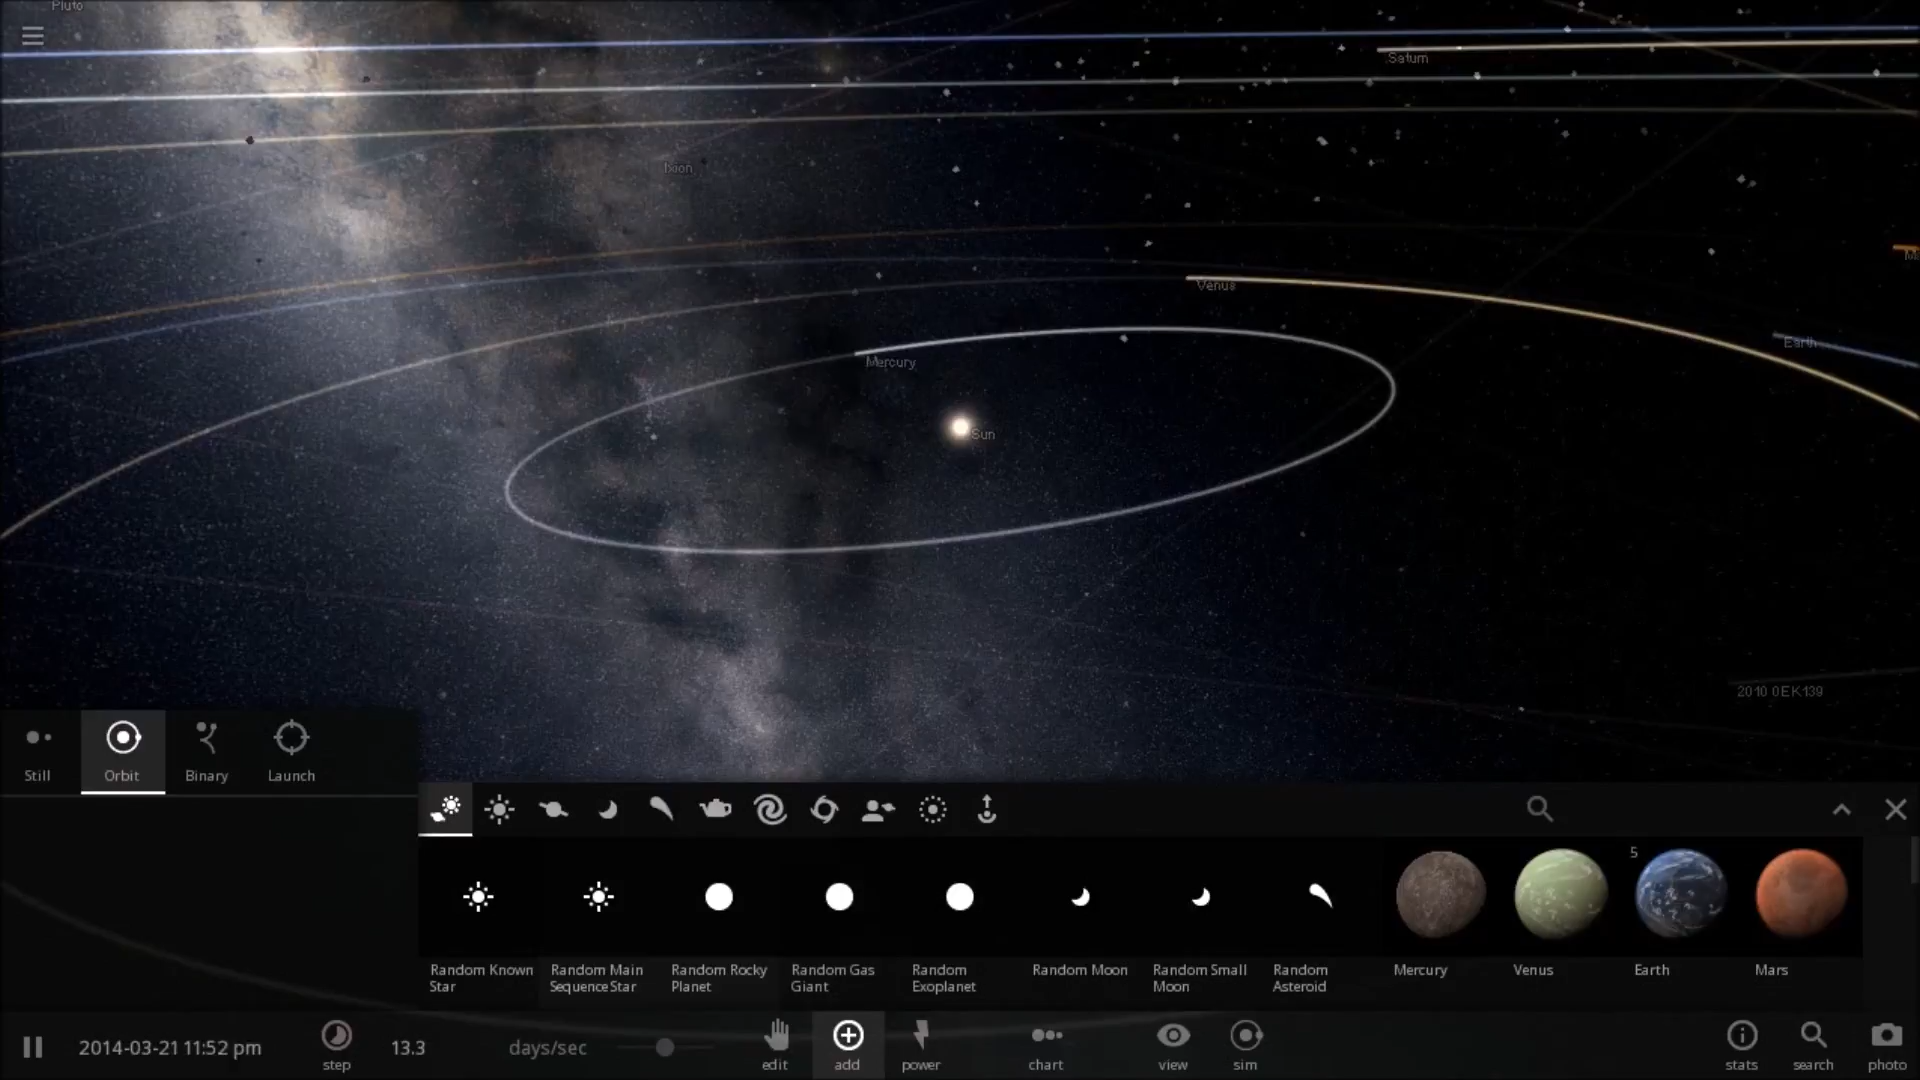 Pluto
Saturn
Ixion
Venus
Earth
Mercury
Sun
2010 0EK139
Still
Orbit
Binary
Launch
5
Random Known
Star
Random Main
Sequence Star
Random Rocky
Planet
Random Gas
Giant
Random
Exoplanet
Random Moon
Random Small
Moon
Random
Asteroid
Mercury
Venus
Earth
Mars
2014-03-21 11:52 pm
step
13.3
days/sec
edit
add
power
chart
view
sim
stats
search
photo